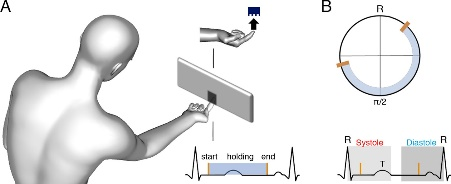 A
start
holding
end
B
R
π/2
R
Systole
Diastole
R
T